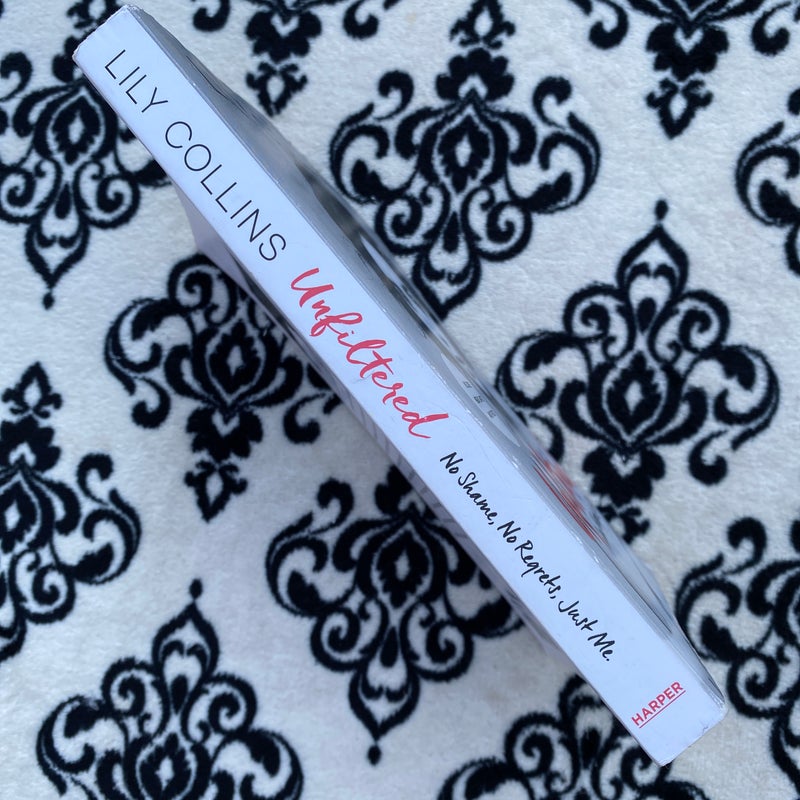 LILY COLLINS Unfiltered No Shame, No Regrets, Just Me. HARPER